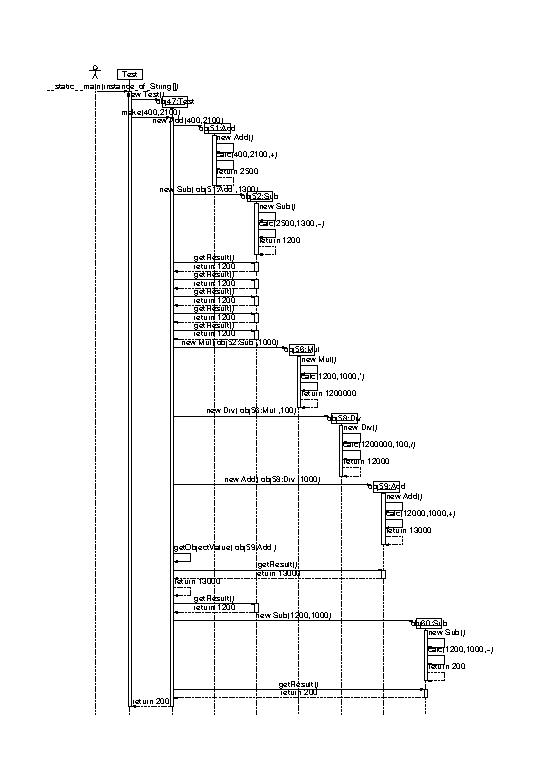 Test
static main(instance_of_String[])
new Test()
obj47:Test
make(400,2100)
new Add(400,2100)
obj51:Add
new Add()
calc(400,2100,+)
return 2500
new Sub( obj51:Add ,1300)
obj52:Sub
new Sub()
calc(2500,1300,-)
return 1200
getResult()
return 1200
getResult()
return 1200
getResult()
return 1200
getResult()
return 1200
getResult()
return 1200
new Mul( obj52:Sub ,1000)
obj56:Mul
new Mul()
calc(1200,1000,*)
return 1200000
new Div( obj56:Mul ,100)
obj58:Div
new Div()
calc(1200000,100,/)
return 12000
new Add( obj58:Div ,1000)
obj59:Add
new Add()
calc(12000,1000,+)
return 13000
getObjectValue( obj59:Add )
getResult()
return 13000
return 13000
getResult()
return 1200
new Sub(1200,1000)
obj60:Sub
new Sub()
calc(1200,1000,-)
return 200
getResult()
return 200
return 200